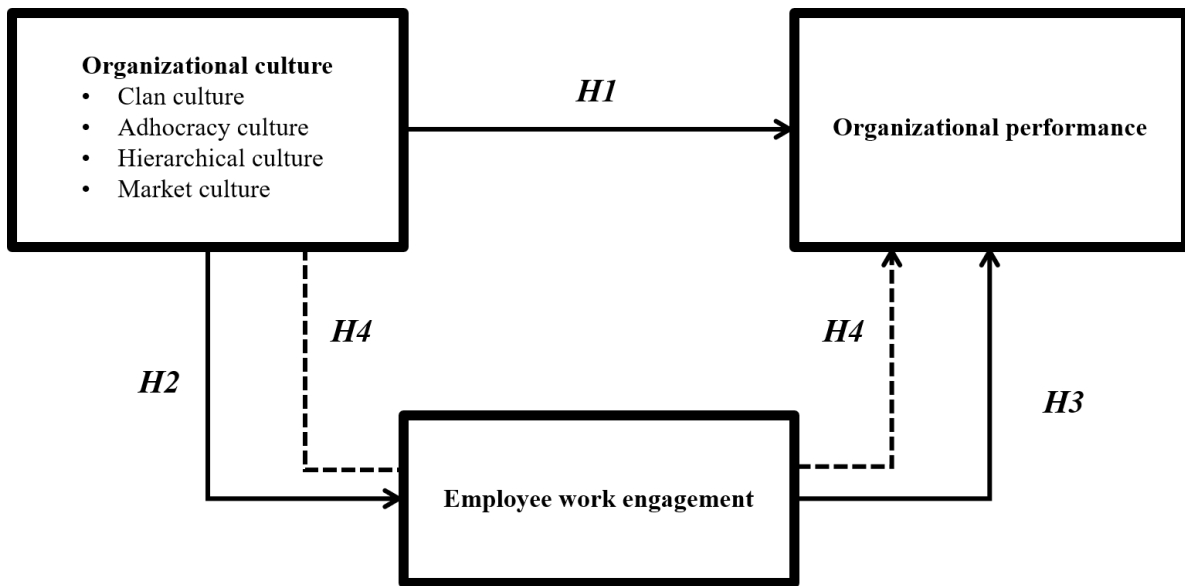 Organizational culture
• Clan culture
• Adhocracy culture
• Hierarchical culture
• Market culture
H1
Organizational performance
H2
H4
H4
H3
Employee work engagement